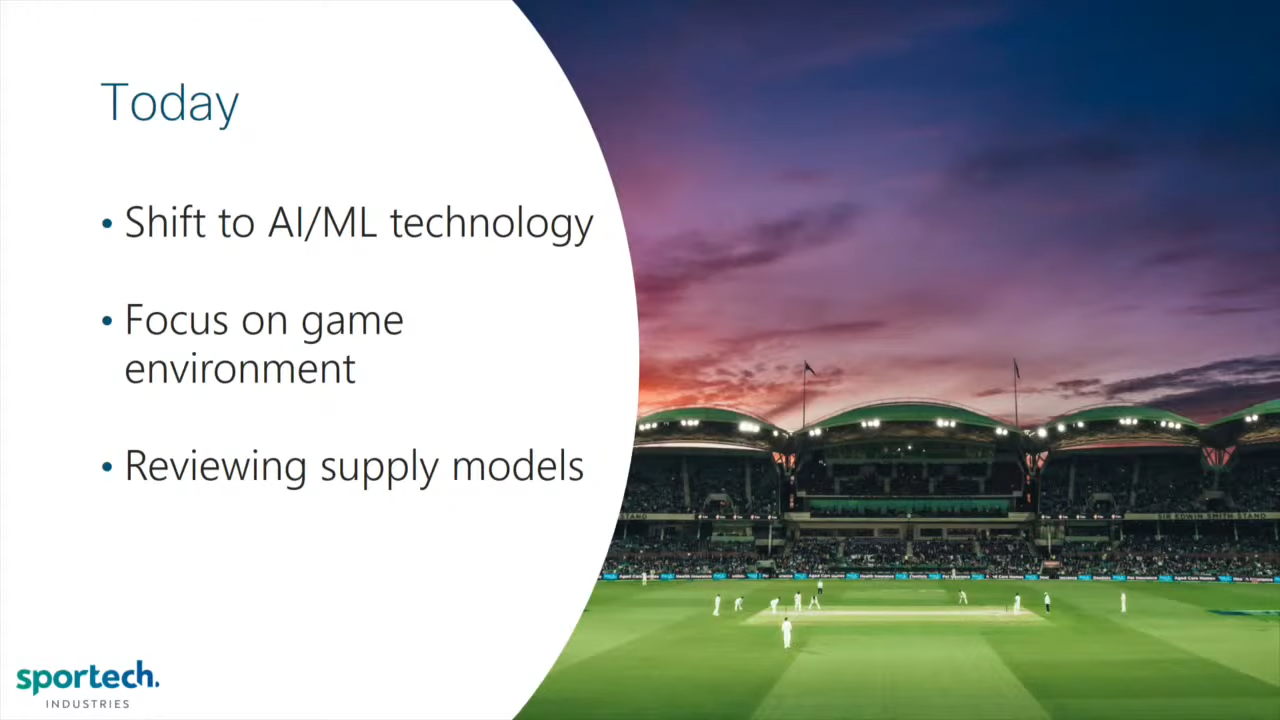 Today
• Shift to AI/ML technology
• Focus on game
environment
• Reviewing supply models
SIR EDWIN SMITH STAND
sportech.
INDUSTRIES